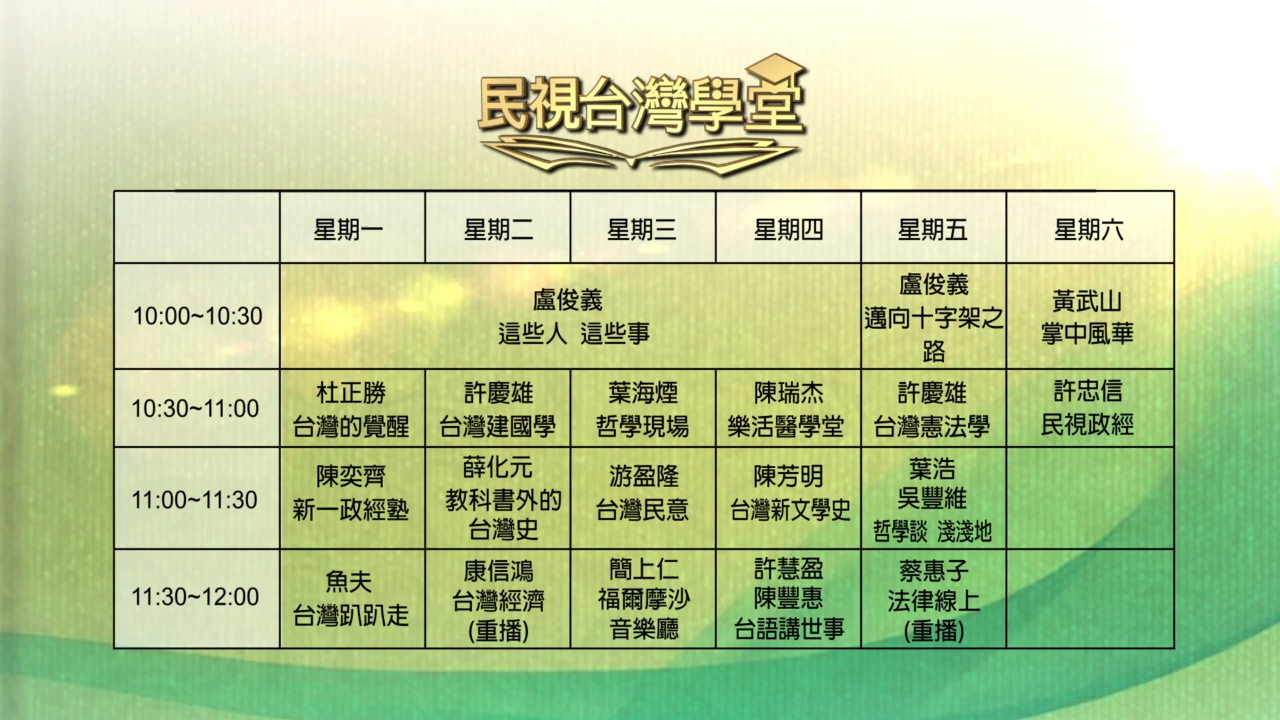 民視台灣學堂
星期一 星期二 星期三 星期四 星期五 星期六
10:00~10:30
盧俊義
這些人 這些事
盧俊義
邁向十字架之
路
黃武山
掌中風華
10:30~11:00
杜正勝
台灣的覺醒
許慶雄
台灣建國學
葉海煙
哲學現場
陳瑞杰
樂活醫學堂
許慶雄
台灣憲法學
許忠信
民視政經
11:00~11:30
陳奕齊
新一政經塾
薛化元
教科書外的
台灣史
游盈隆
台灣民意
陳芳明
台灣新文學史
葉浩
吳豐維
哲學談 淺淺地
11:30~12:00
魚夫
台灣趴趴走
康信鴻
台灣經濟
(重播)
簡上仁
福爾摩沙
音樂廳
許慧盈
陳豐惠
台語講世事
蔡惠子
法律線上
(重播)